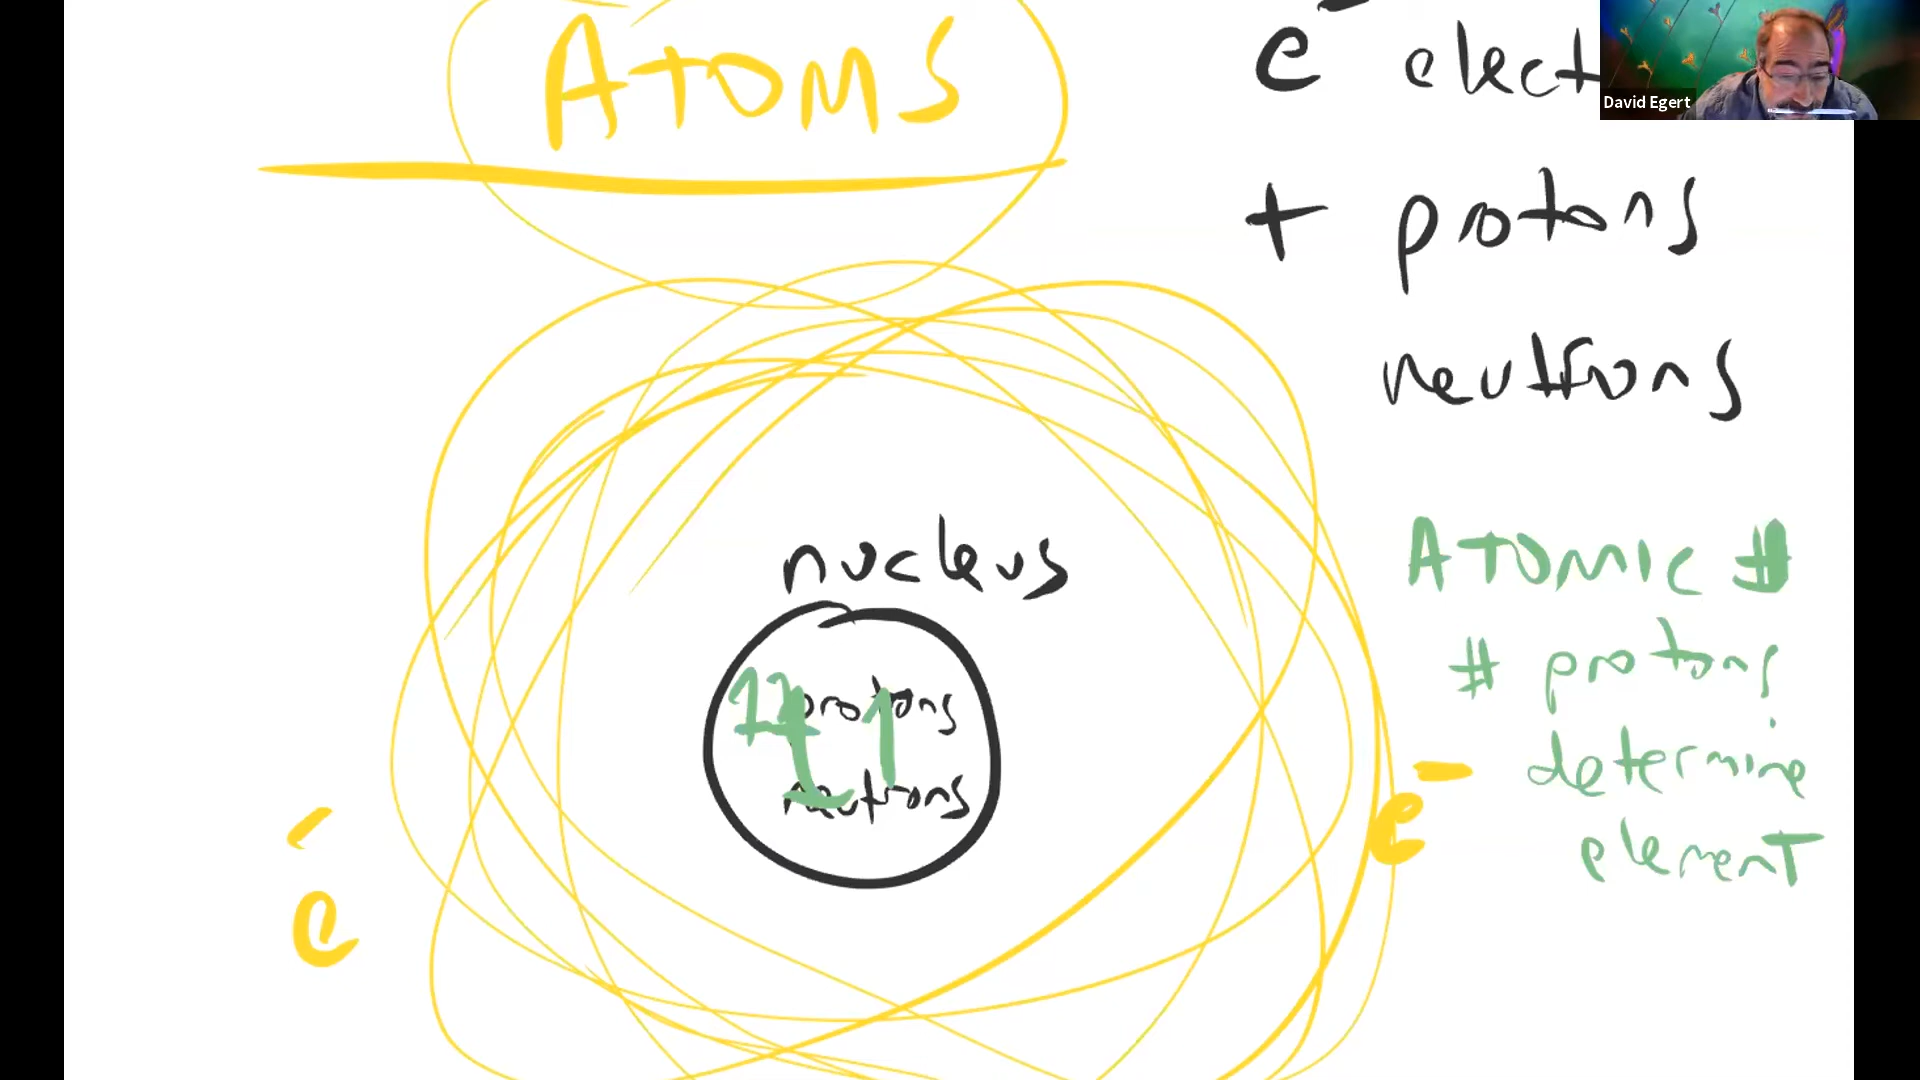 ATOMS
e⁻ elect
David Egert
+ protons
neutrons
nucleus
protons
neutrons
ATOMIC #
# protons
determine
element
e⁻
e⁻